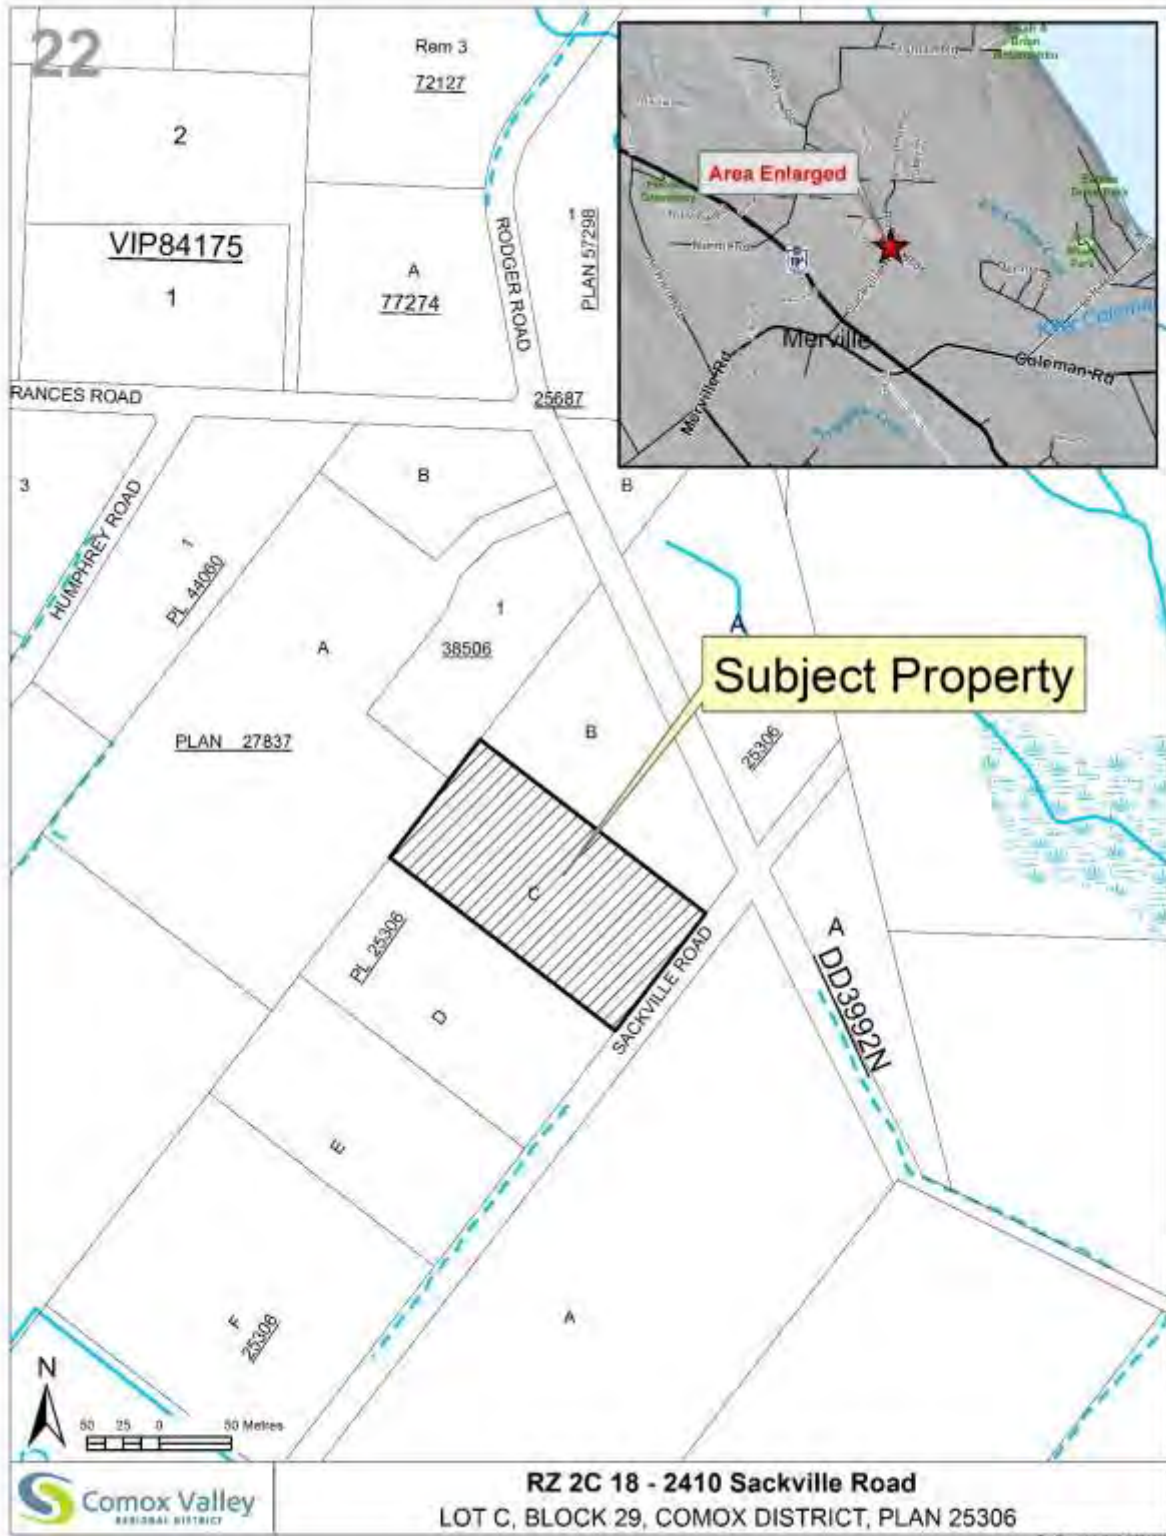 22
Rem 3
72127
2
VIP84175
1
A
77274
RODGER ROAD
1
PLAN 57298
Area Enlarged
Merville
Merville Rd
Coleman Rd
RANCES ROAD
25687
3
HUMPHREY ROAD
1
PL 44060
B
B
1
38506
A
PLAN 27837
A
Subject Property
B
25306
C
PL 25306
D
SACKVILLE ROAD
A
DD3992N
E
F
25306
A
N
50 25 0 50 Metres
Comox Valley
REGIONAL DISTRICT
RZ 2C 18 - 2410 Sackville Road
LOT C, BLOCK 29, COMOX DISTRICT, PLAN 25306